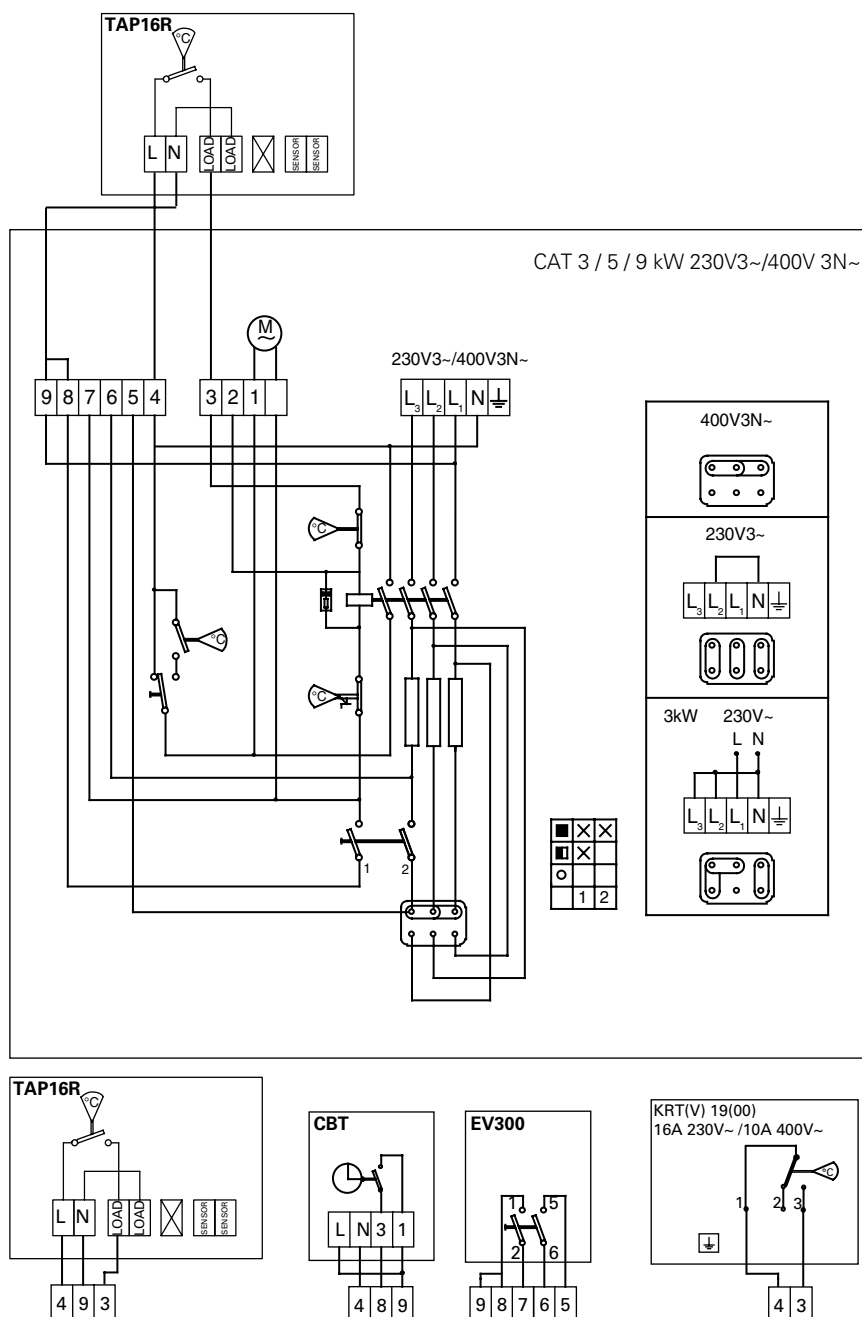 TAP16R
°C
L N LOAD LOAD SENSOR SENSOR
CAT 3 / 5 / 9 kW 230V3~/400V 3N~
M
~
230V3~/400V3N~
9 8 7 6 5 4 3 2 1 L3 L2 L1 N
°C
°C
°C
1 2
1 2
400V3N~
230V3~
L3 L2 L1 N
3kW 230V~
L N
L3 L2 L1 N
TAP16R
°C
L N LOAD LOAD SENSOR SENSOR
4 9 3
CBT
L N 3 1
4 8 9
EV300
1 5
2 6
9 8 7 6 5
KRT(V) 19(00)
16A 230V~ /10A 400V~
°C
1 2 3
4 3